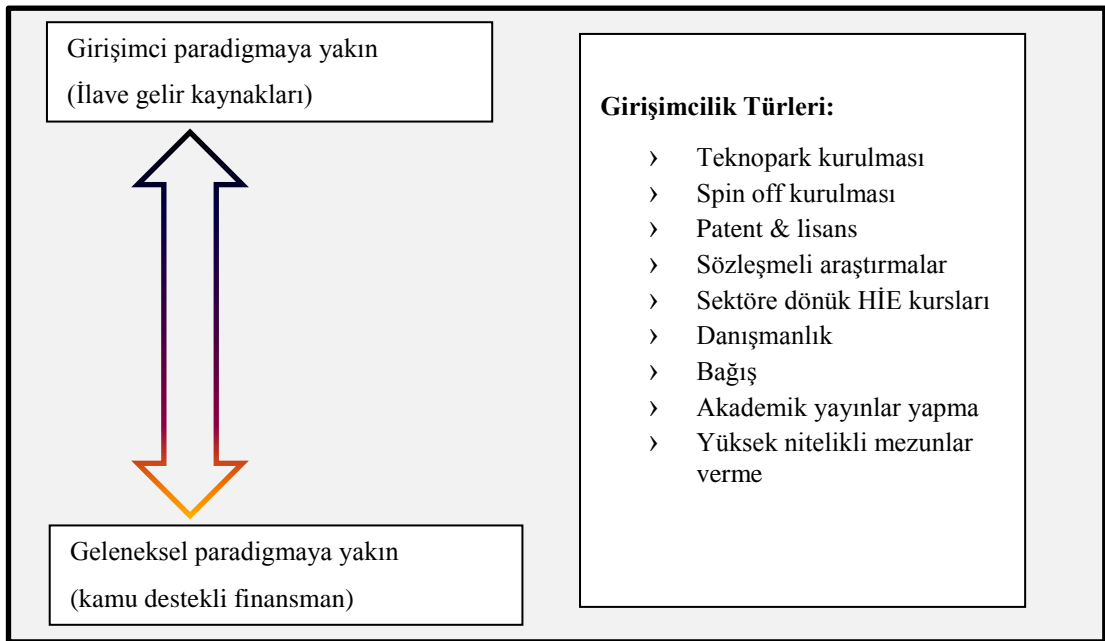 Girişimci paradigmaya yakın
(İlave gelir kaynakları)
Girişimcilik Türleri:
› Teknopark kurulması
› Spin off kurulması
› Patent & lisans
› Sözleşmeli araştırmalar
› Sektöre dönük HİE kursları
› Danışmanlık
› Bağış
› Akademik yayınlar yapma
› Yüksek nitelikli mezunlar
verme
Geleneksel paradigmaya yakın
(kamu destekli finansman)